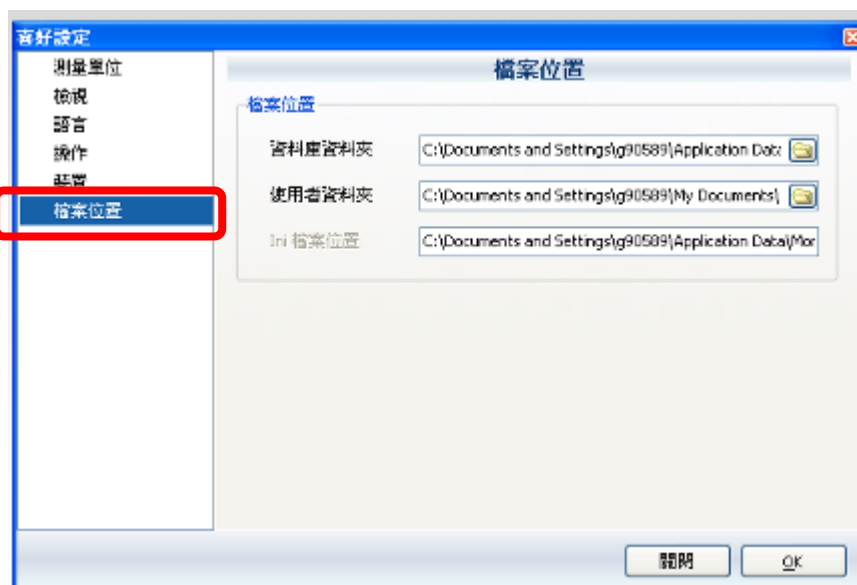 喜好設定
測量單位
檢視
語言
操作
裝置
檔案位置
檔案位置
檔案位置
資料庫資料夾 C:\Documents and Settings\g90589\Application Data
使用者資料夾 C:\Documents and Settings\g90589\My Documents\
Ini 檔案位置 C:\Documents and Settings\g90589\Application Data\Mor
關閉 OK